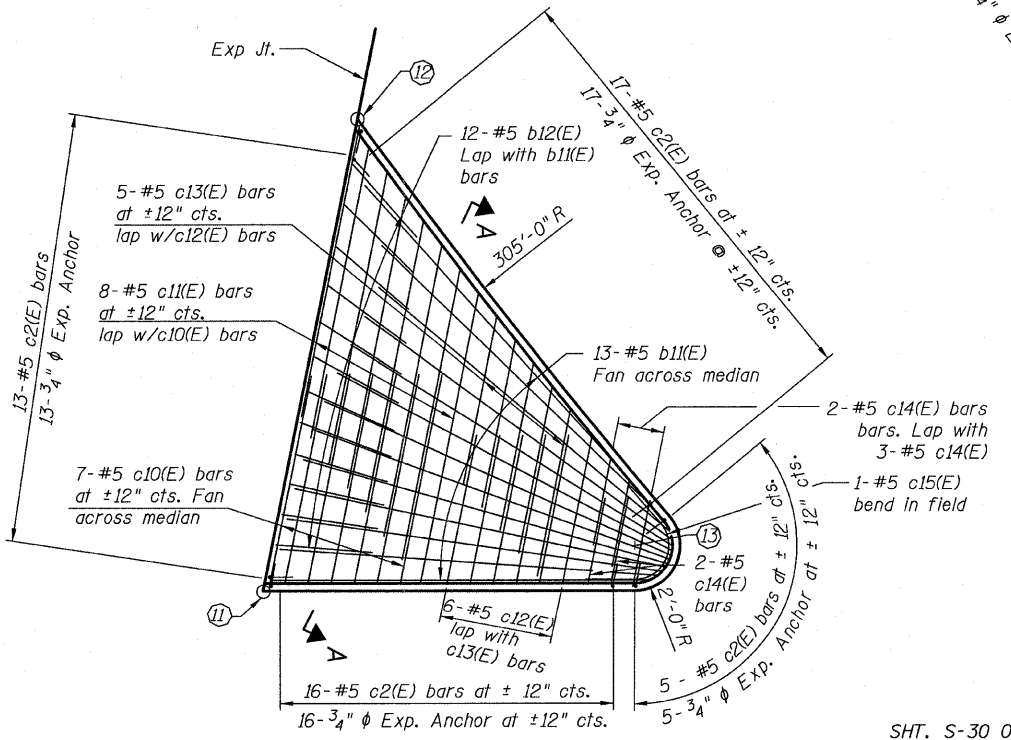 Exp Jt.
12
12-#5 b12(E)
Lap with b11(E)
bars
17-#5 c2(E) bars at ± 12" cts.
17-3/4" ϕ Exp. Anchor @ ±12" cts.
5-#5 c13(E) bars
at ±12" cts.
lap w/c12(E) bars
A
305'-0" R
13-#5 c2(E) bars
13-3/4" ϕ Exp. Anchor
8-#5 c11(E) bars
at ±12" cts.
lap w/c10(E) bars
13-#5 b11(E)
Fan across median
2-#5 c14(E) bars
bars. Lap with
3-#5 c14(E)
7-#5 c10(E) bars
at ±12" cts. Fan
across median
1-#5 c15(E)
bend in field
13
2-#5
c14(E)
bars
11
6-#5 c12(E)
lap with
c13(E) bars
2'-0" R
A
5 - #5 c2(E) bars at ± 12" cts.
5-3/4" ϕ Exp. Anchor at ± 12" cts.
16-#5 c2(E) bars at ± 12" cts.
16-3/4" ϕ Exp. Anchor at ±12" cts.
SHT. S-30 O